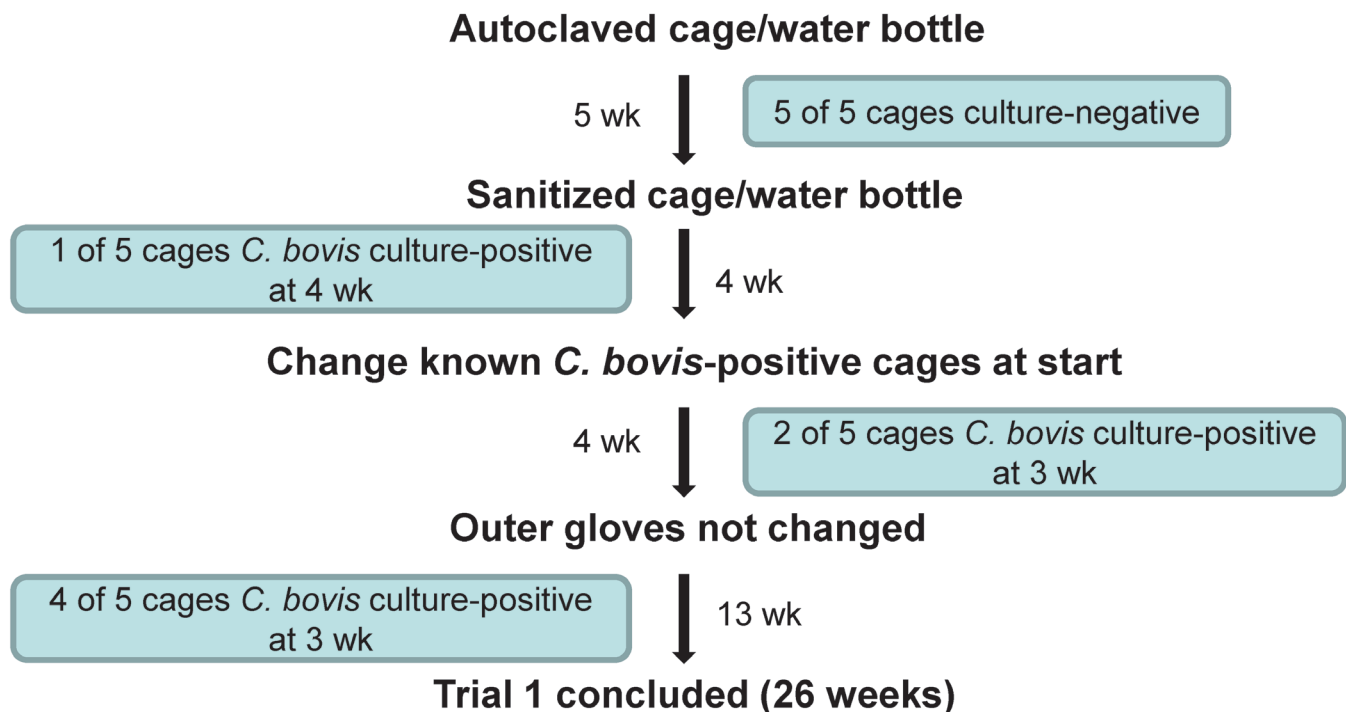 Autoclaved cage/water bottle
5 wk
5 of 5 cages culture-negative
Sanitized cage/water bottle
1 of 5 cages C. bovis culture-positive
at 4 wk
4 wk
Change known C. bovis-positive cages at start
4 wk
2 of 5 cages C. bovis culture-positive
at 3 wk
Outer gloves not changed
4 of 5 cages C. bovis culture-positive
at 3 wk
13 wk
Trial 1 concluded (26 weeks)